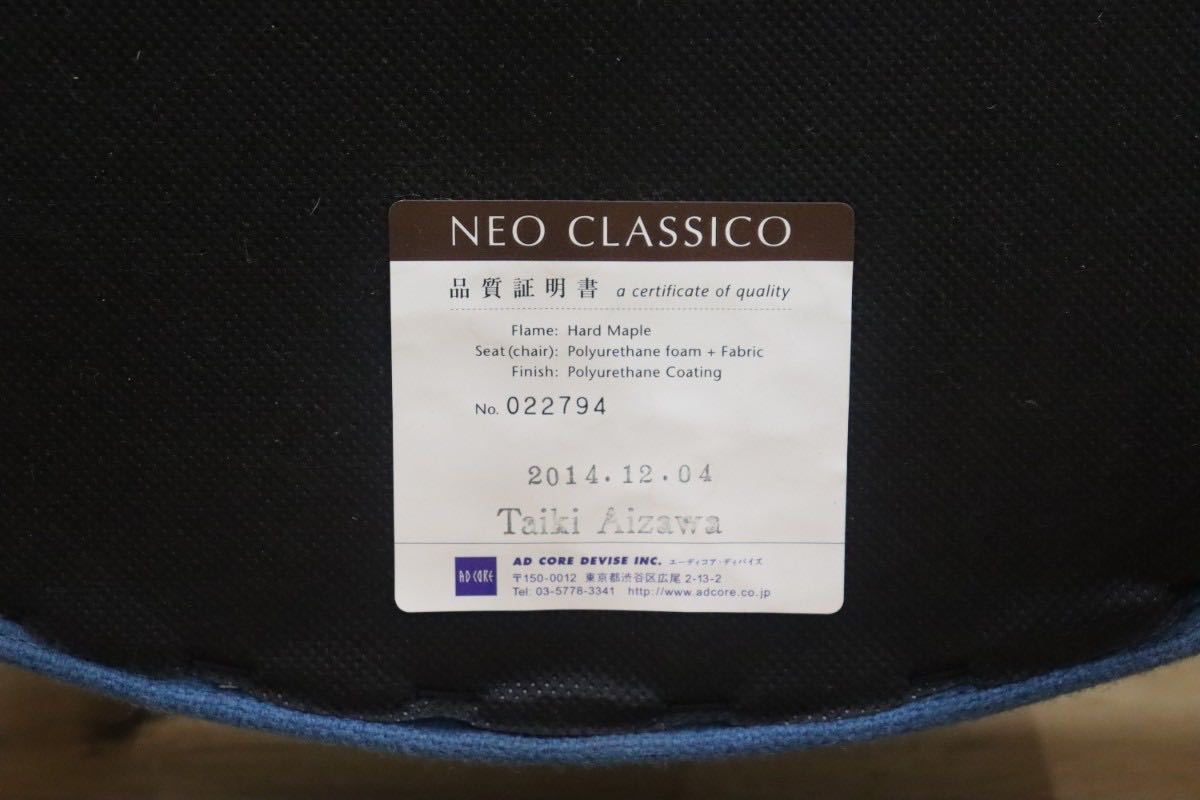 NEO CLASSICO
品質証明書 a certificate of quality
Flame: Hard Maple
Seat (chair): Polyurethane foam + Fabric
Finish: Polyurethane Coating
No. 022794
2014.12.04
Taiki Aizawa
AD CORE
AD CORE DEVISE INC. エーディコア・ディバイズ
〒150-0012 東京都渋谷区広尾 2-13-2
Tel: 03-5778-3341 http://www.adcore.co.jp